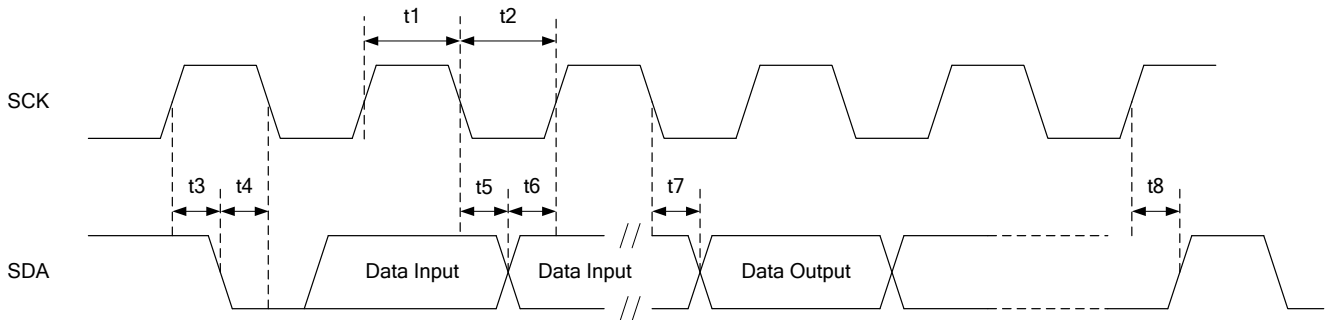 t1 t2
SCK
t3 t4 t5 t6 t7 t8
SDA Data Input Data Input Data Output